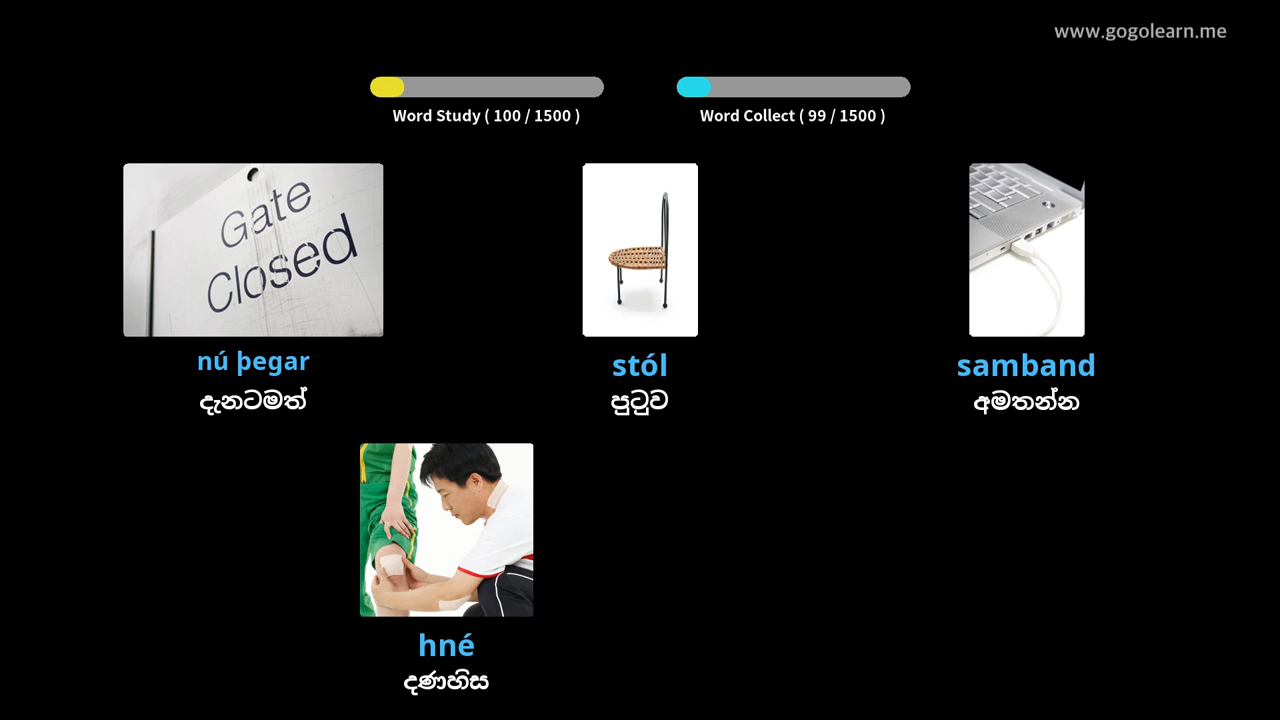 www.gogolearn.me
Word Study ( 100 / 1500 )
Word Collect ( 99 / 1500 )
Gate
Closed
nú þegar
දැනටමත්
stól
පුටුව
samband
අමතන්න
hné
දණහිස